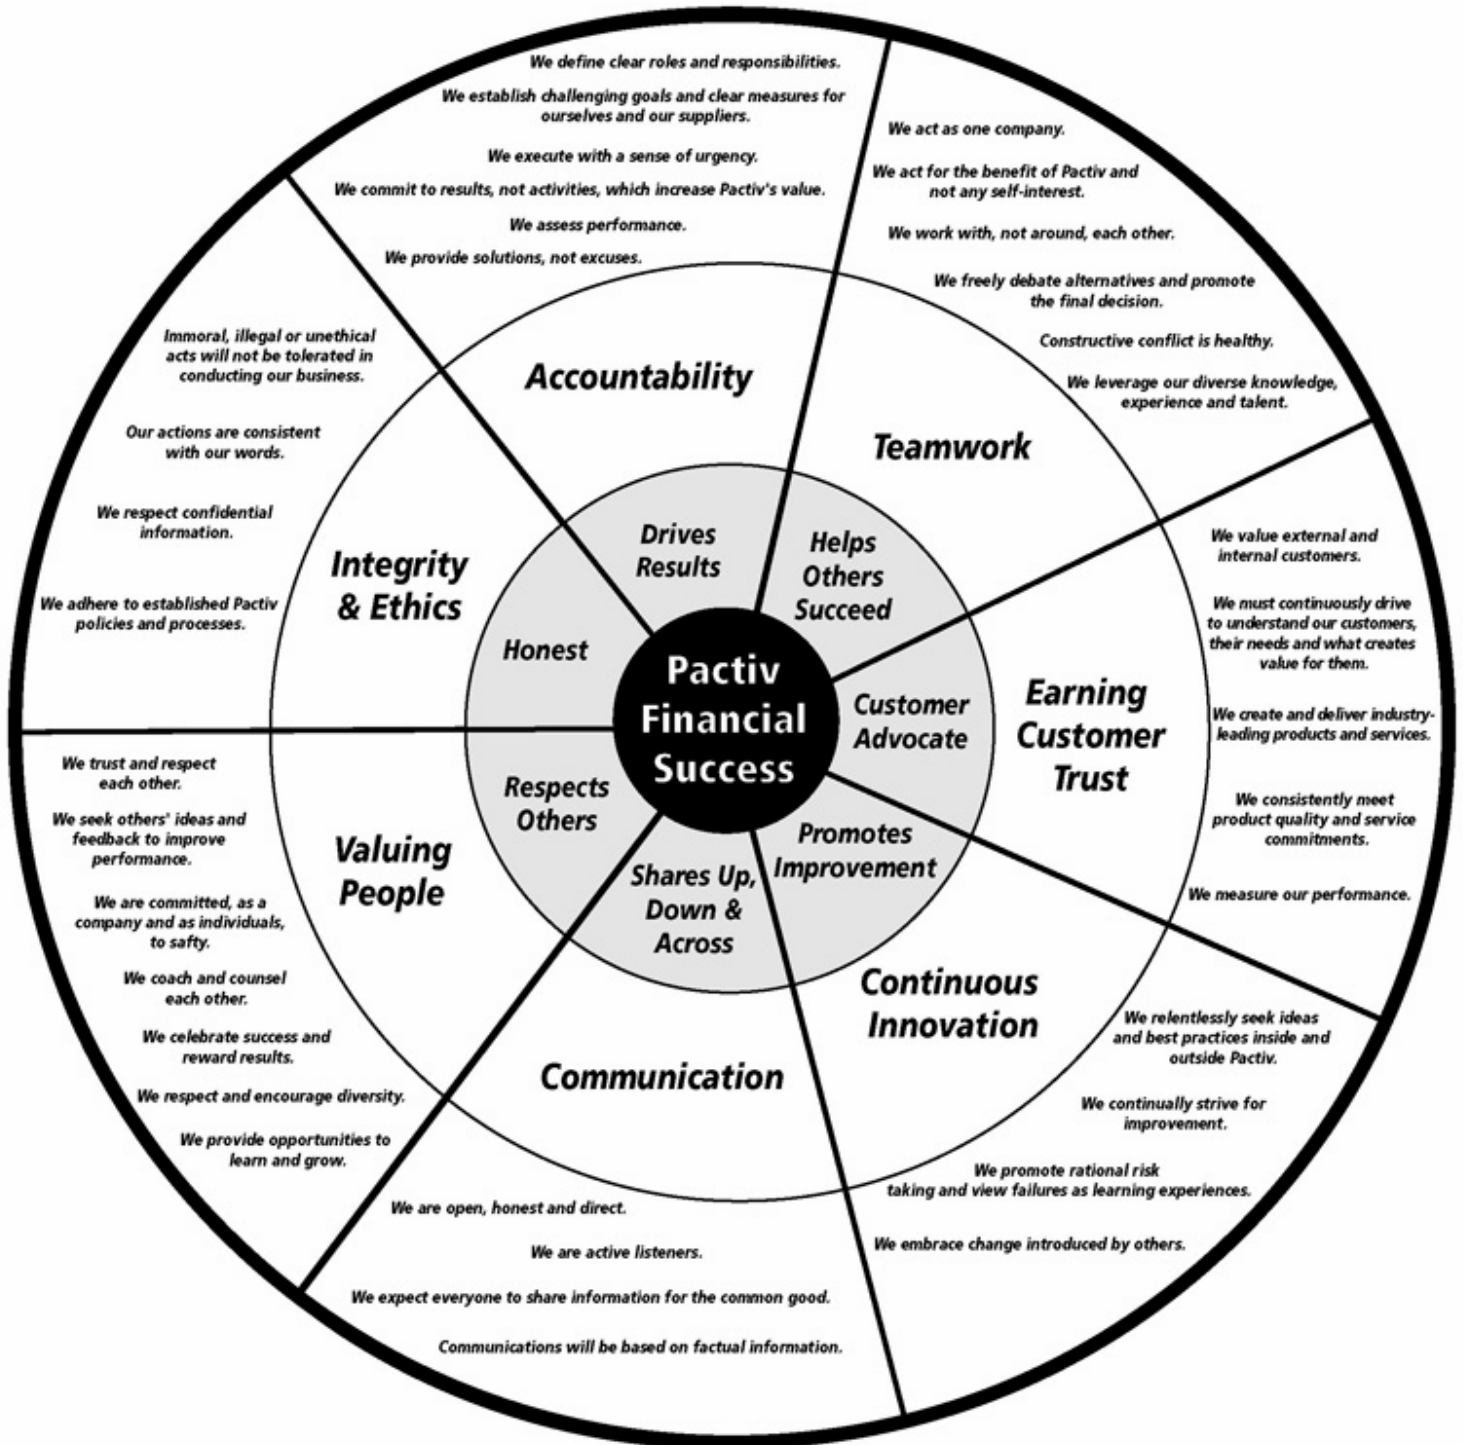 We define clear roles and responsibilities.
We establish challenging goals and clear measures for
ourselves and our suppliers.
We execute with a sense of urgency.
We commit to results, not activities, which increase Pactiv's value.
We assess performance.
We provide solutions, not excuses.
Accountability
Drives
Results
We act as one company.
We act for the benefit of Pactiv and
not any self-interest.
We work with, not around, each other.
We freely debate alternatives and promote
the final decision.
Constructive conflict is healthy.
We leverage our diverse knowledge,
experience and talent.
Teamwork
Helps
Others
Succeed
We value external and
internal customers.
We must continuously drive
to understand our customers,
their needs and what creates
value for them.
We create and deliver industry-
leading products and services.
We consistently meet
product quality and service
commitments.
We measure our performance.
Earning
Customer
Trust
Customer
Advocate
We relentlessly seek ideas
and best practices inside and
outside Pactiv.
We continually strive for
improvement.
We promote rational risk
taking and view failures as learning experiences.
We embrace change introduced by others.
Continuous
Innovation
Promotes
Improvement
Shares Up,
Down &
Across
Communication
We are open, honest and direct.
We are active listeners.
We expect everyone to share information for the common good.
Communications will be based on factual information.
Respects
Others
Valuing
People
We trust and respect
each other.
We seek others' ideas and
feedback to improve
performance.
We are committed, as a
company and as individuals,
to safty.
We coach and counsel
each other.
We celebrate success and
reward results.
We respect and encourage diversity.
We provide opportunities to
learn and grow.
Immoral, illegal or unethical
acts will not be tolerated in
conducting our business.
Our actions are consistent
with our words.
We respect confidential
information.
We adhere to established Pactiv
policies and processes.
Integrity
& Ethics
Honest
Pactiv
Financial
Success